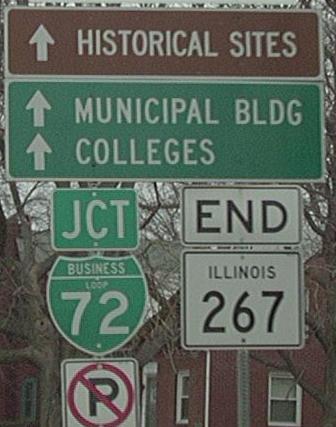 HISTORICAL SITES
MUNICIPAL BLDG
COLLEGES
JCT
BUSINESS
LOOP
72
END
ILLINOIS
267
P